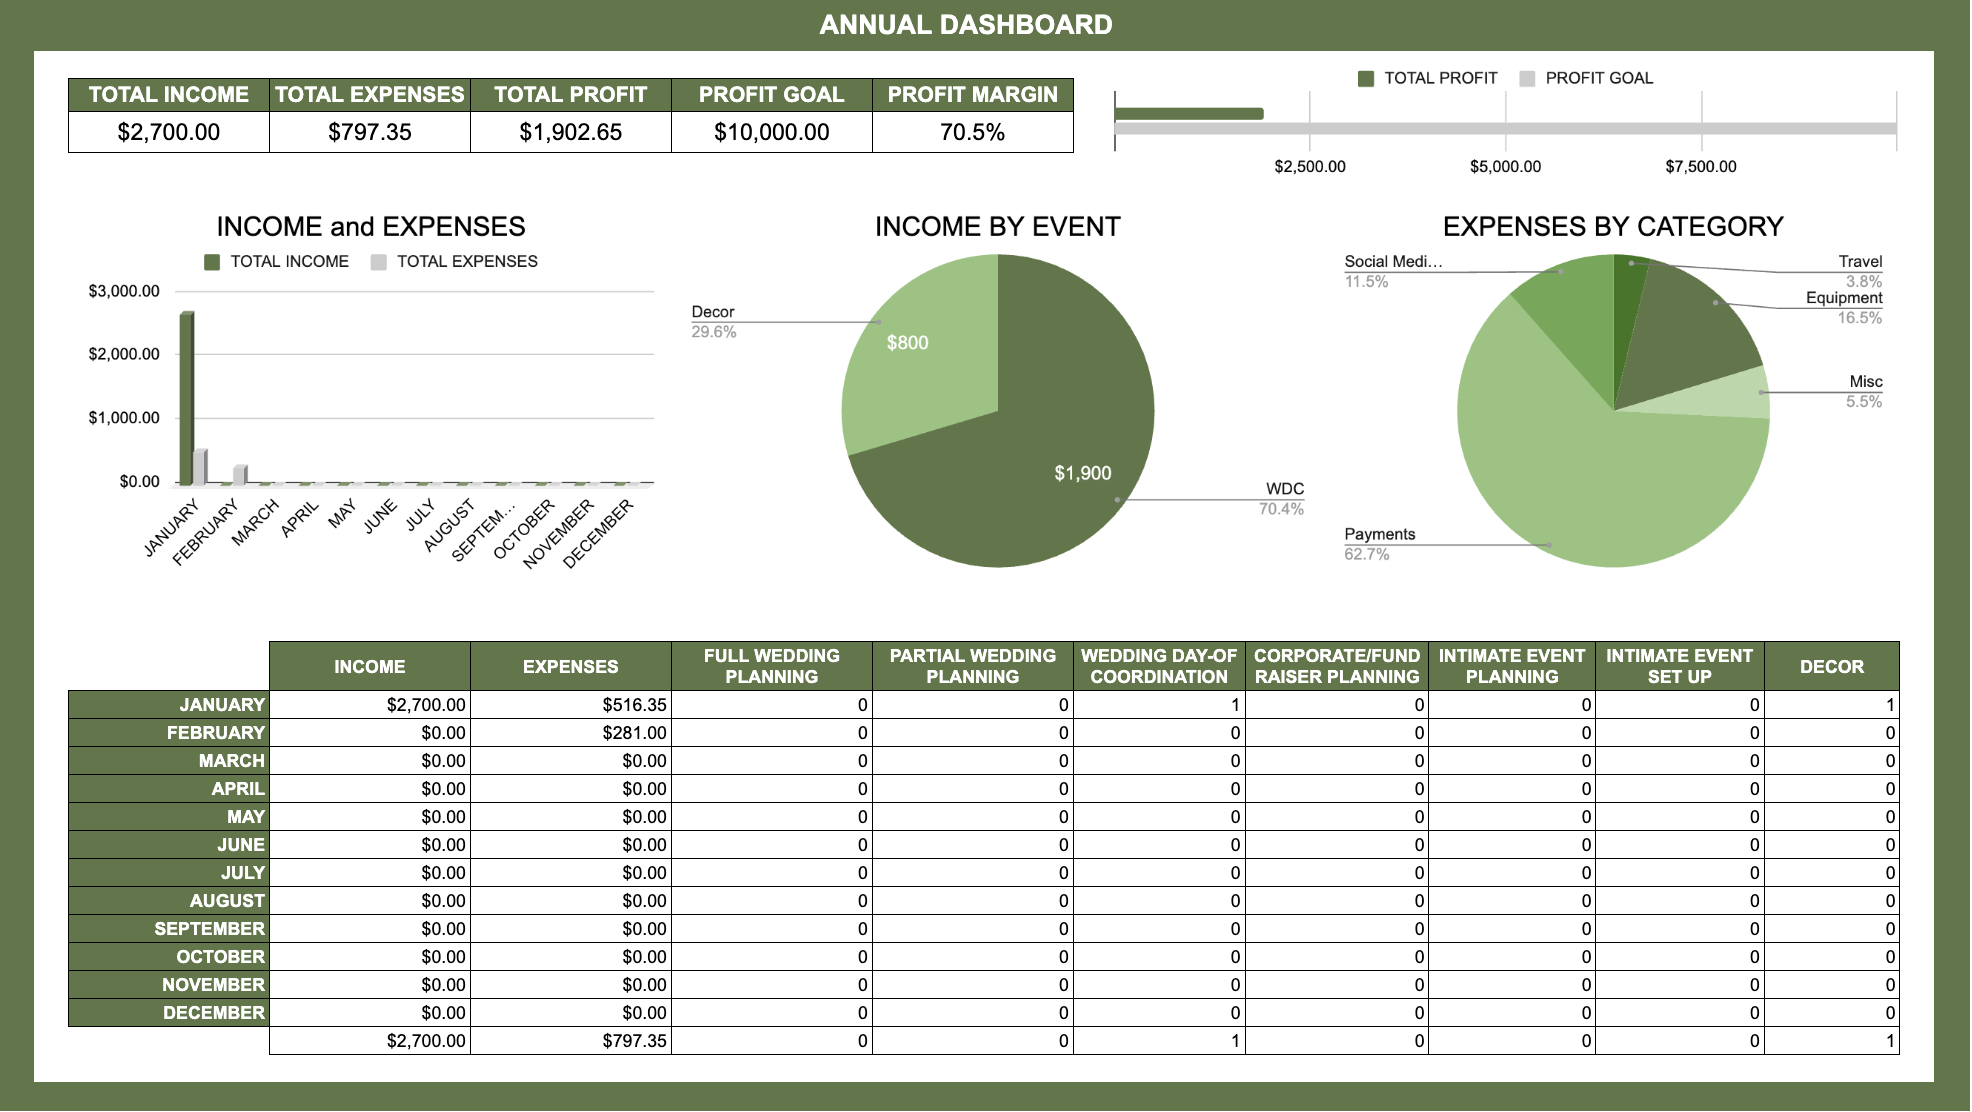 ANNUAL DASHBOARD
TOTAL INCOME TOTAL EXPENSES TOTAL PROFIT PROFIT GOAL PROFIT MARGIN
$2,700.00 $797.35 $1,902.65 $10,000.00 70.5%
TOTAL PROFIT PROFIT GOAL
$2,500.00 $5,000.00 $7,500.00
INCOME and EXPENSES
TOTAL INCOME TOTAL EXPENSES
$3,000.00
$2,000.00
$1,000.00
$0.00
JANUARY
FEBRUARY
MARCH
APRIL
MAY
JUNE
JULY
AUGUST
SEPTEM...
OCTOBER
NOVEMBER
DECEMBER
INCOME BY EVENT
Decor
29.6%
$800
$1,900
WDC
70.4%
EXPENSES BY CATEGORY
Social Medi...
11.5%
Travel
3.8%
Equipment
16.5%
Misc
5.5%
Payments
62.7%
INCOME EXPENSES FULL WEDDING PLANNING PARTIAL WEDDING PLANNING WEDDING DAY-OF COORDINATION CORPORATE/FUND RAISER PLANNING INTIMATE EVENT PLANNING INTIMATE EVENT SET UP DECOR
JANUARY $2,700.00 $516.35 0 0 1 0 0 0 1
FEBRUARY $0.00 $281.00 0 0 0 0 0 0 0
MARCH $0.00 $0.00 0 0 0 0 0 0 0
APRIL $0.00 $0.00 0 0 0 0 0 0 0
MAY $0.00 $0.00 0 0 0 0 0 0 0
JUNE $0.00 $0.00 0 0 0 0 0 0 0
JULY $0.00 $0.00 0 0 0 0 0 0 0
AUGUST $0.00 $0.00 0 0 0 0 0 0 0
SEPTEMBER $0.00 $0.00 0 0 0 0 0 0 0
OCTOBER $0.00 $0.00 0 0 0 0 0 0 0
NOVEMBER $0.00 $0.00 0 0 0 0 0 0 0
DECEMBER $0.00 $0.00 0 0 0 0 0 0 0
$2,700.00 $797.35 0 0 1 0 0 0 1